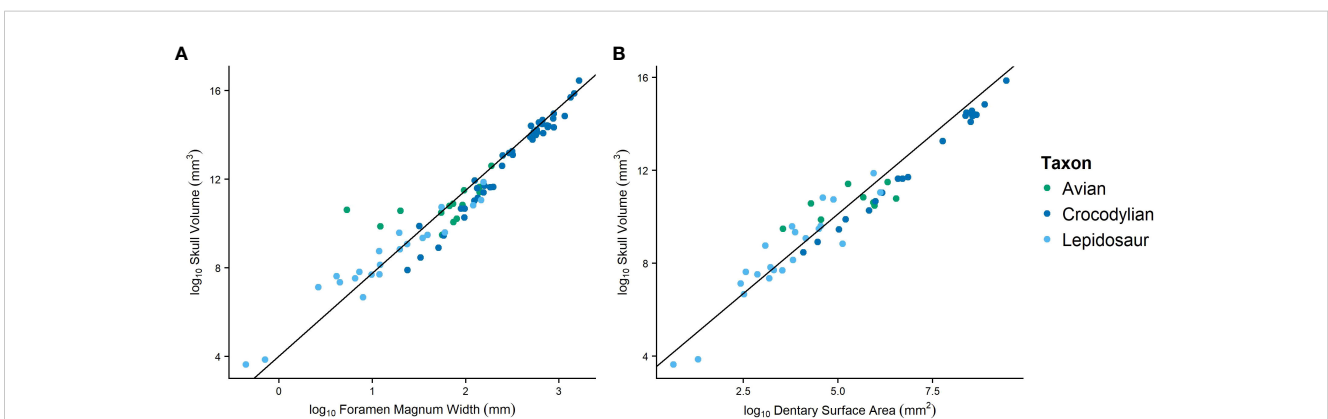 A
B
16
12
8
4
log10 Skull Volume (mm3)
0
1
2
3
log10 Foramen Magnum Width (mm)
16
12
8
4
log10 Skull Volume (mm3)
2.5
5.0
7.5
log10 Dentary Surface Area (mm2)
Taxon
Avian
Crocodylian
Lepidosaur